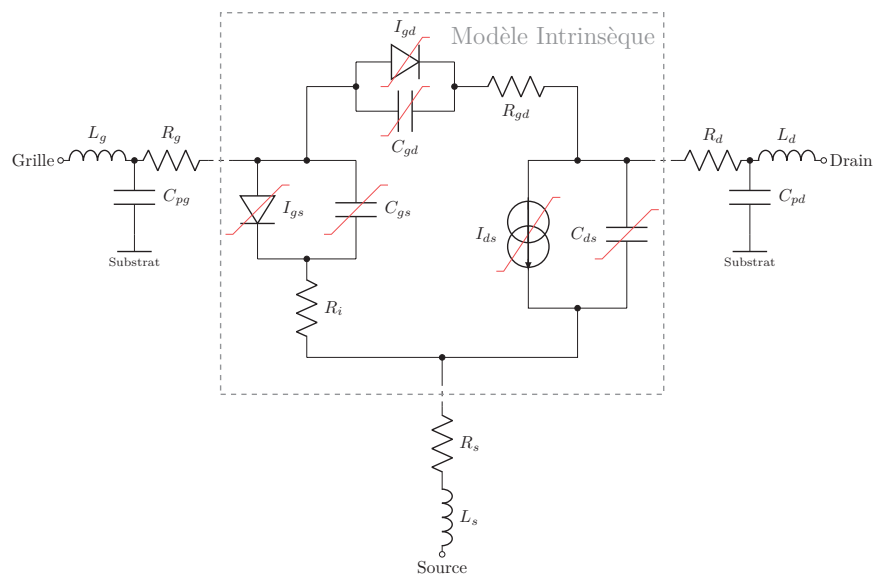 I_gd
Modèle Intrinsèque
R_gd
C_gd
L_g
R_g
R_d
L_d
Grille
Drain
C_pg
I_gs
C_gs
I_ds
C_ds
C_pd
Substrat
Substrat
R_i
R_s
L_s
Source